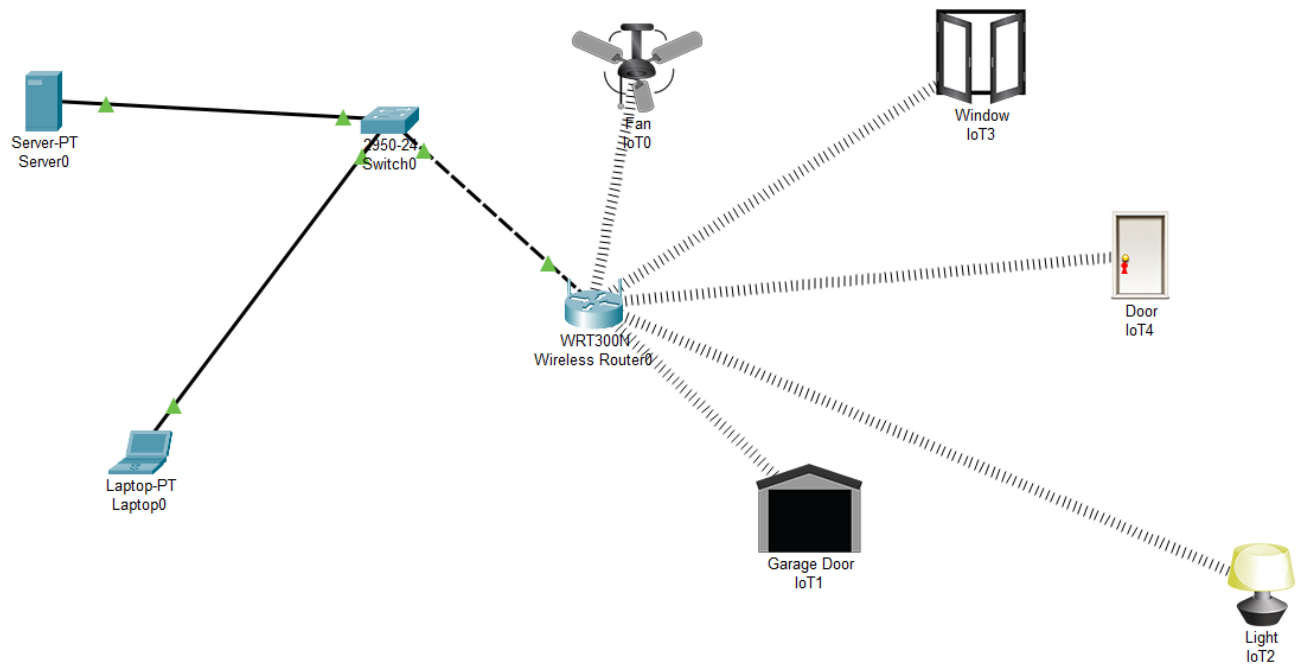 Server-PT
Server0
2950-24
Switch0
Fan
IoT0
Window
IoT3
Door
IoT4
WRT300N
Wireless Router0
Laptop-PT
Laptop0
Garage Door
IoT1
Light
IoT2